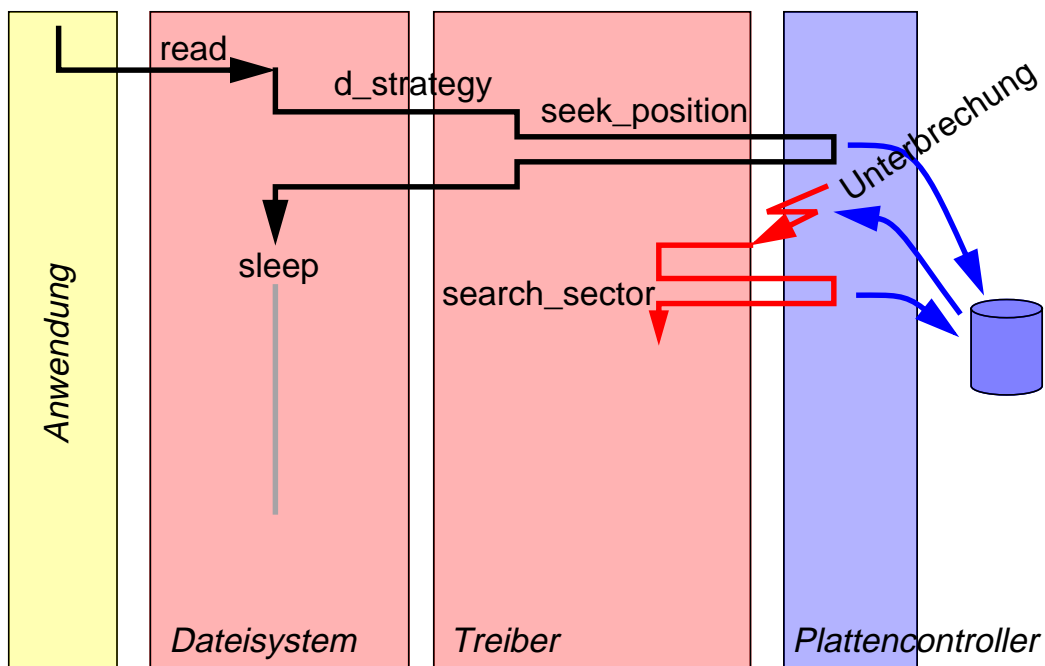 read
d_strategy
seek_position
Unterbrechung
sleep
search_sector
Anwendung
Dateisystem
Treiber
Plattencontroller